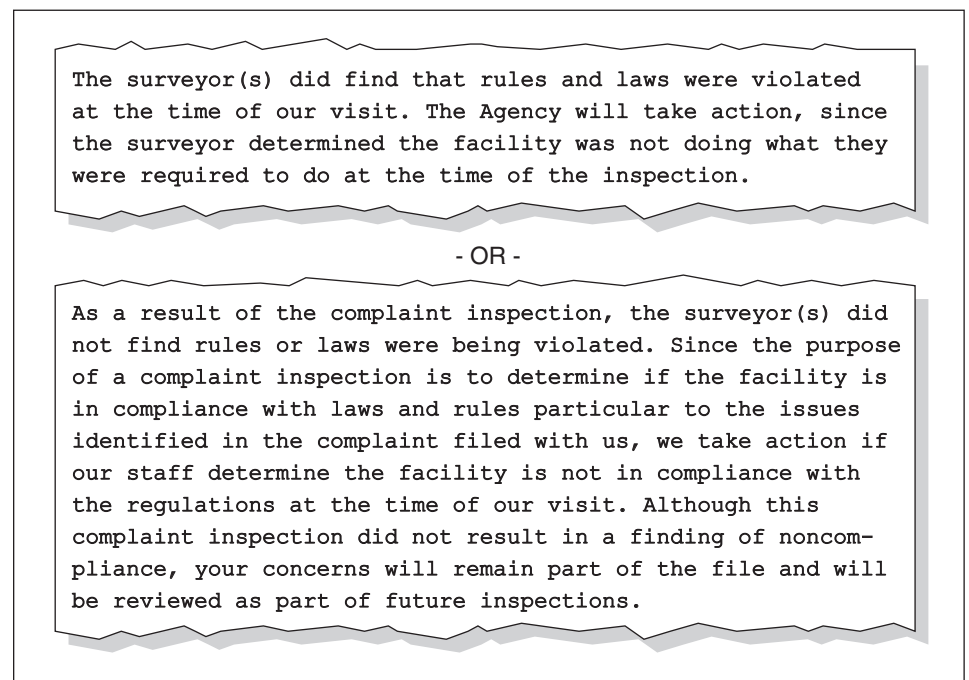 The surveyor(s) did find that rules and laws were violated
at the time of our visit. The Agency will take action, since
the surveyor determined the facility was not doing what they
were required to do at the time of the inspection.
- OR -
As a result of the complaint inspection, the surveyor(s) did
not find rules or laws were being violated. Since the purpose
of a complaint inspection is to determine if the facility is
in compliance with laws and rules particular to the issues
identified in the complaint filed with us, we take action if
our staff determine the facility is not in compliance with
the regulations at the time of our visit. Although this
complaint inspection did not result in a finding of noncom-
pliance, your concerns will remain part of the file and will
be reviewed as part of future inspections.